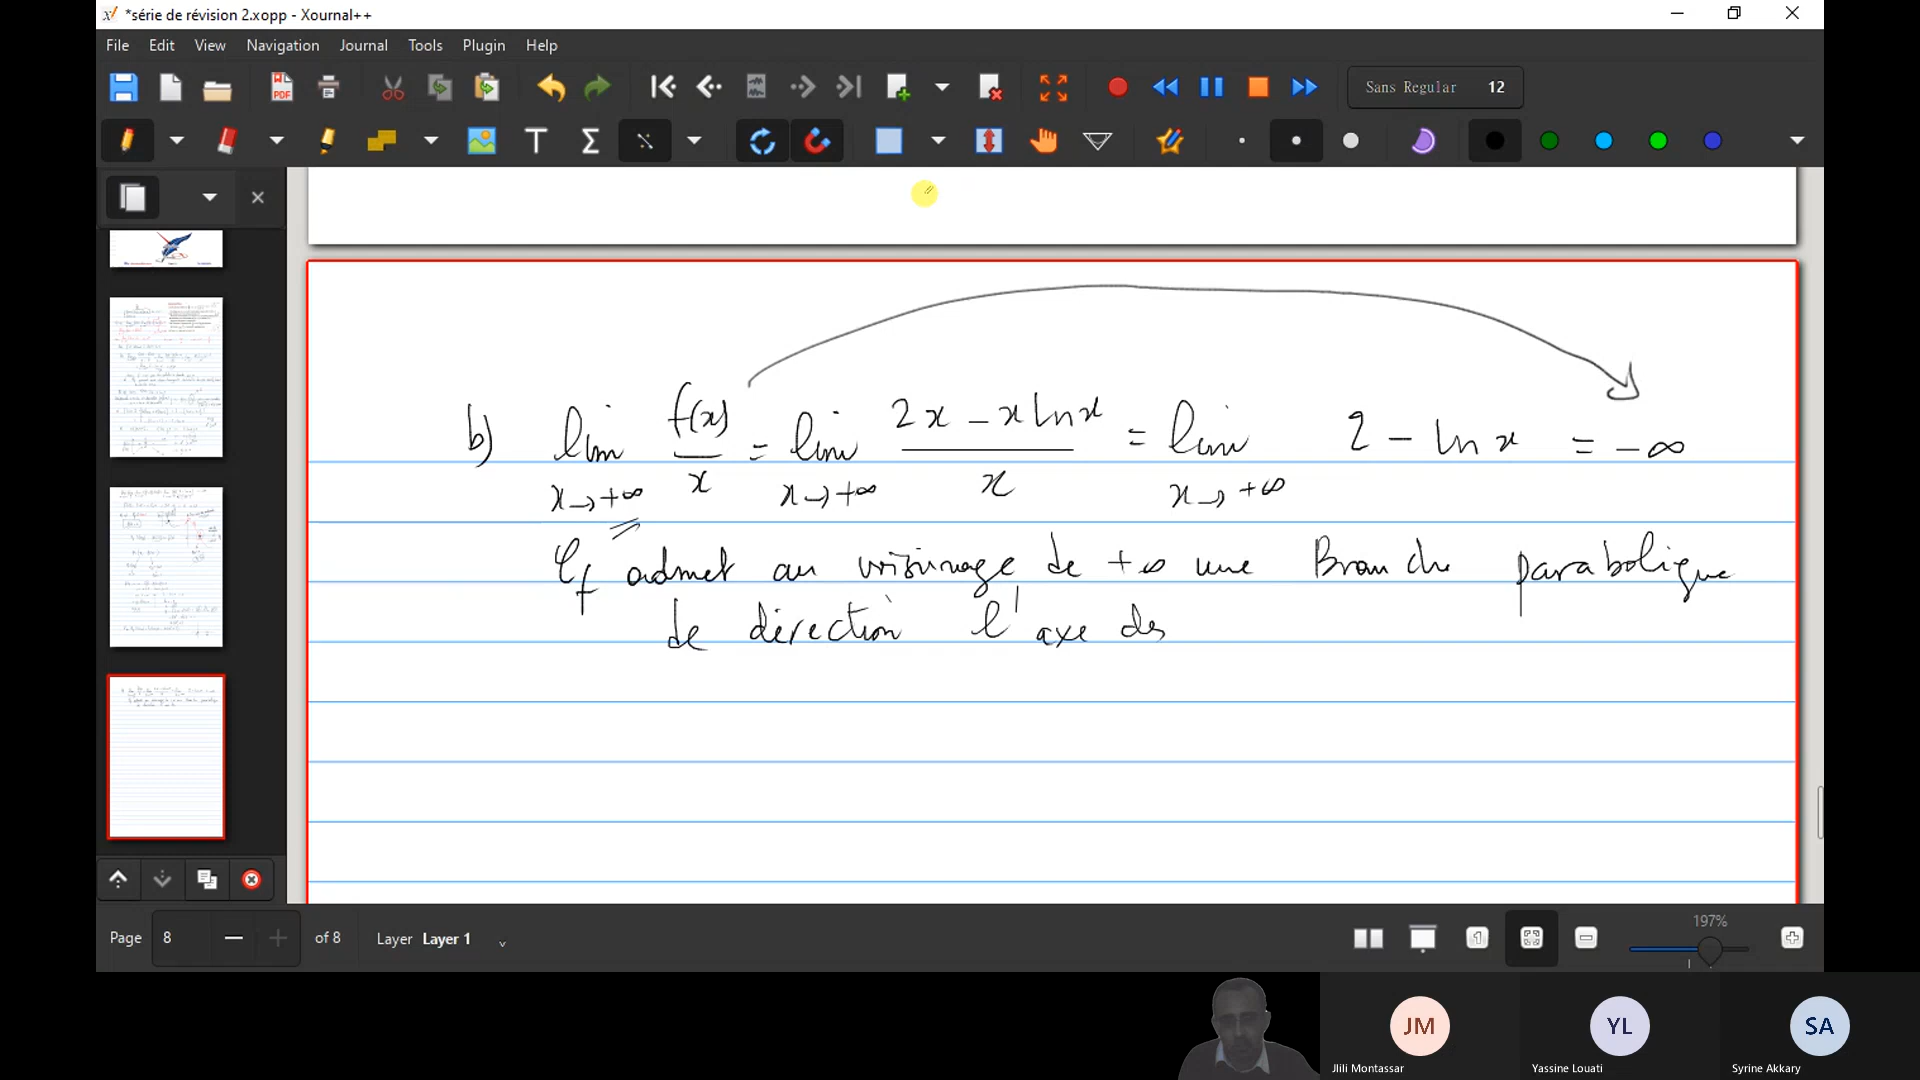 *série de révision 2.xopp - Xournal++
File Edit View Navigation Journal Tools Plugin Help
Sans Regular 12
b) lim x→+∞ f(x)/x = lim x→+∞ (2x - x ln x)/x = lim x→+∞ 2 - ln x = -∞
Cf admet au voisinage de +∞ une Branche parabolique
de direction l'axe des
Page 8 of 8 Layer Layer 1
197%
JM YL SA
Jlili Montassar Yassine Louati Syrine Akkary